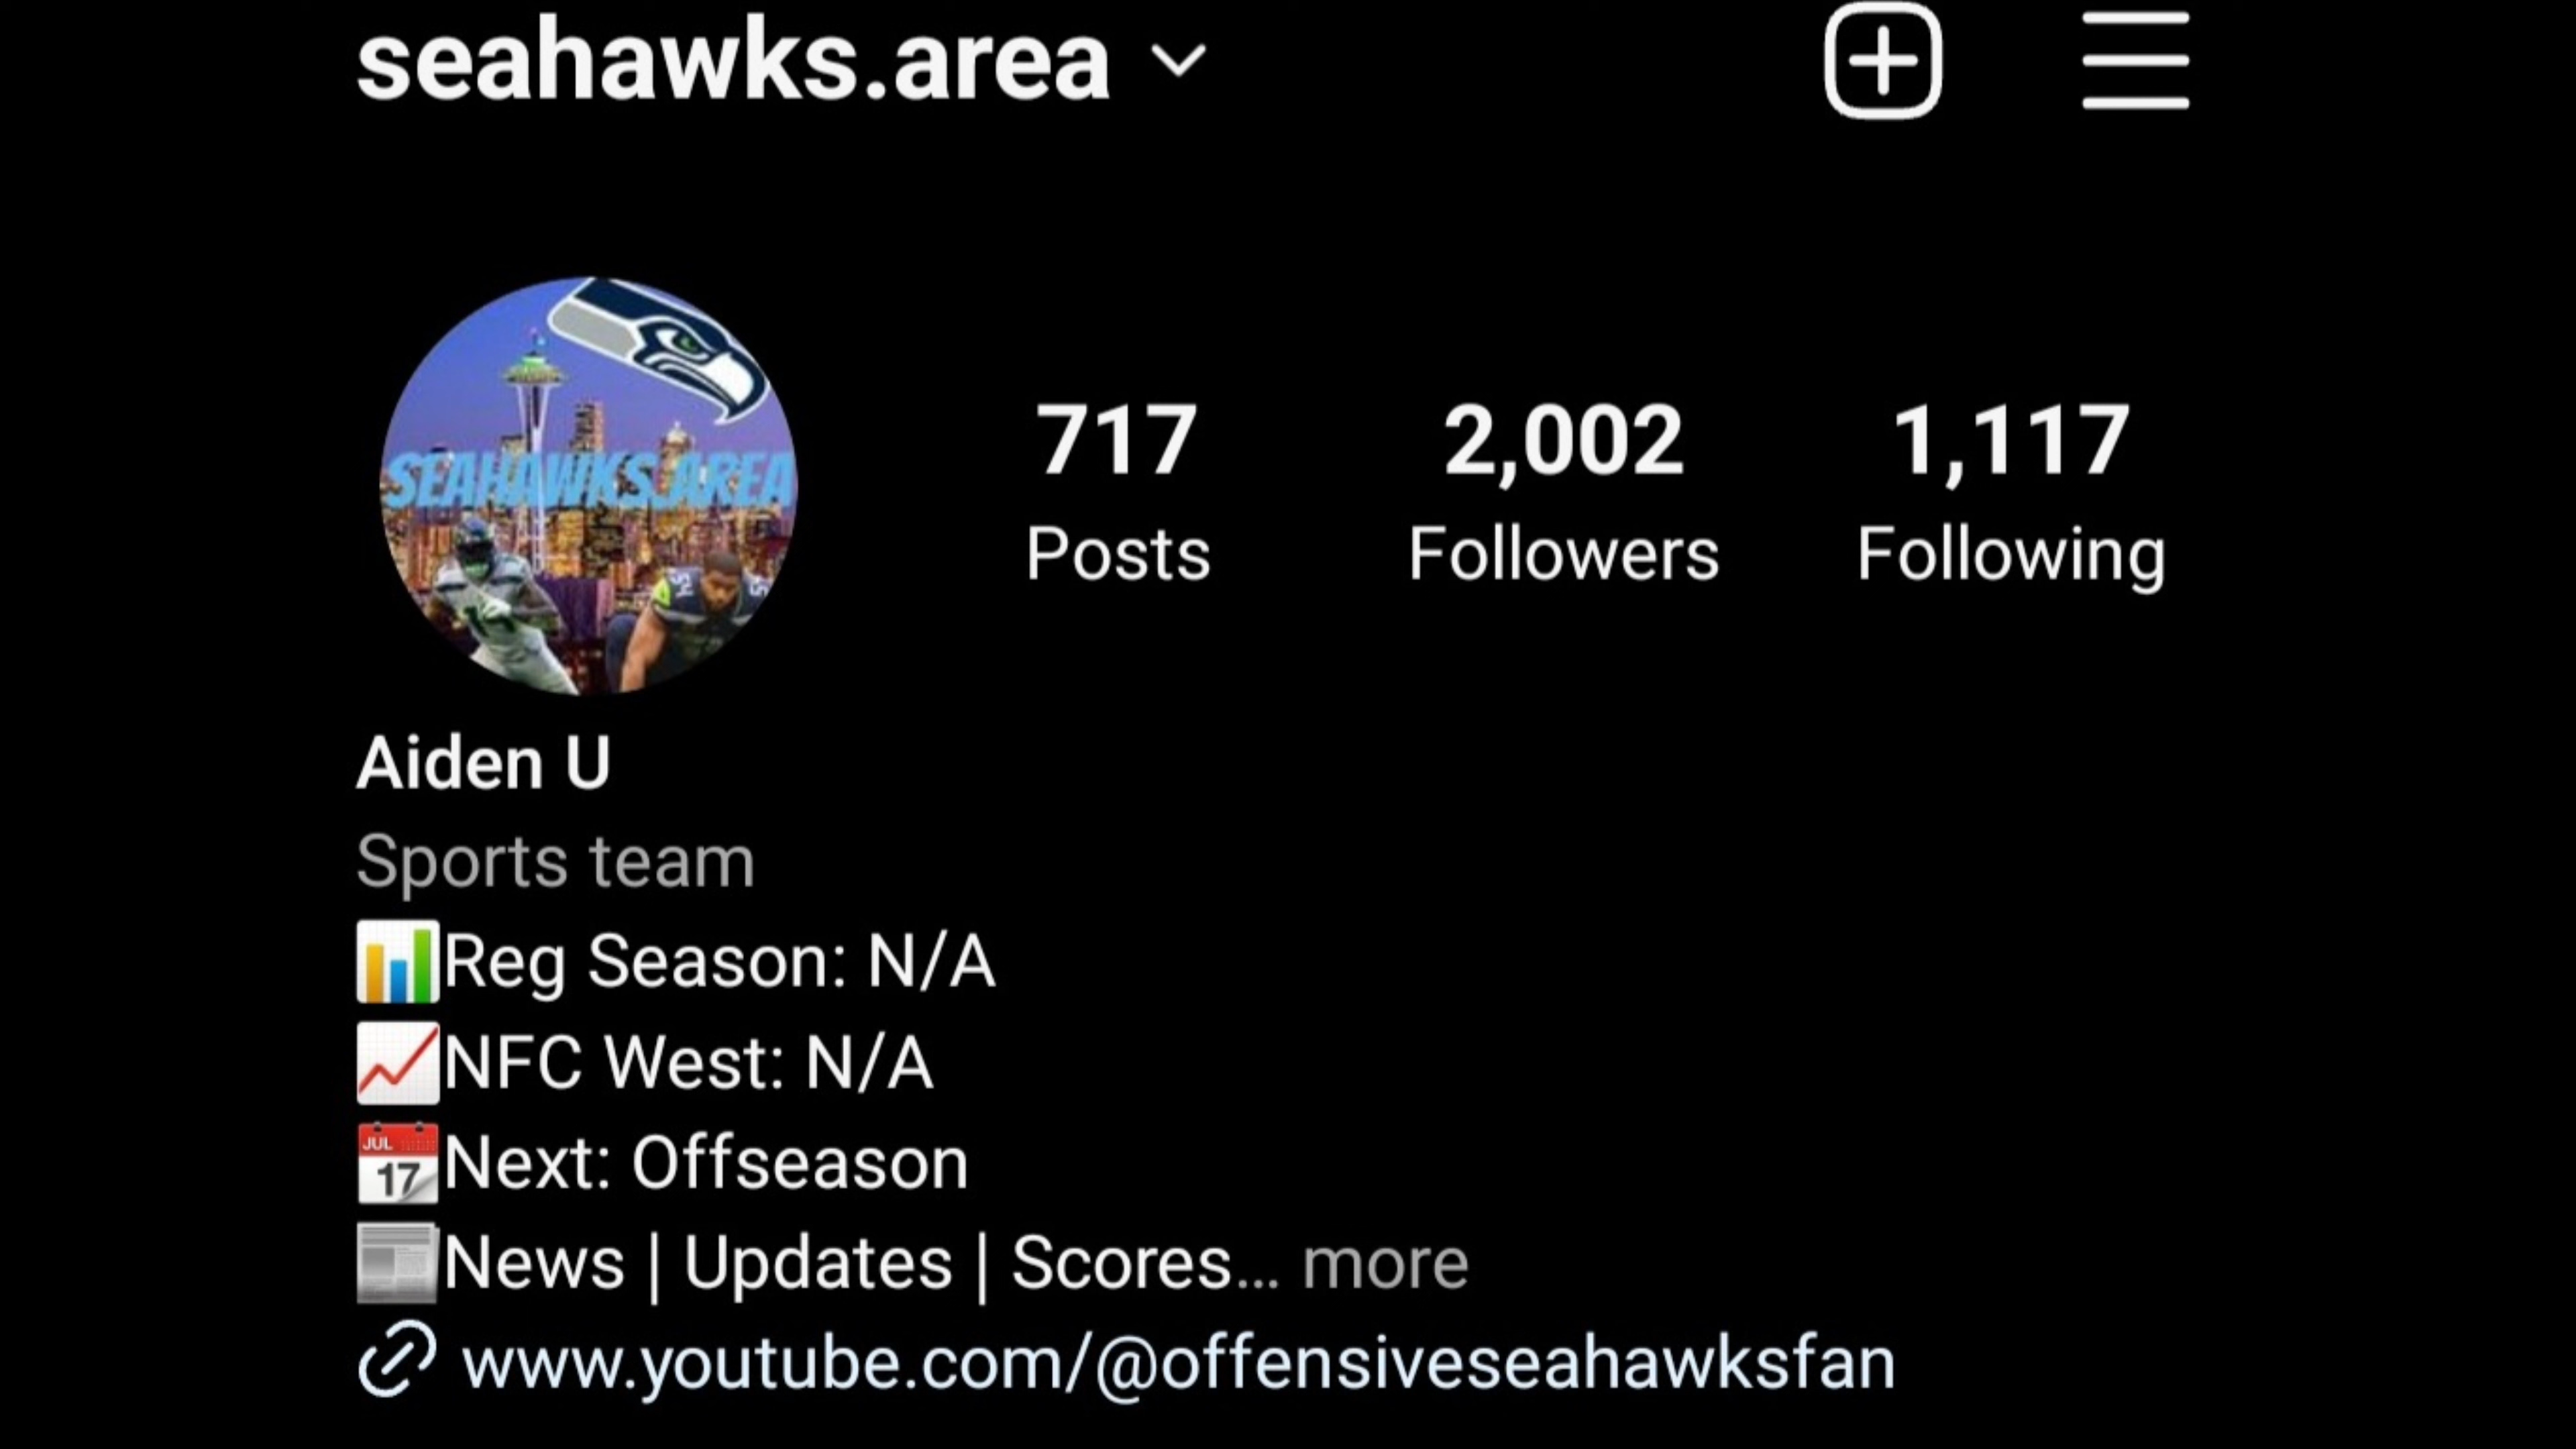 seahawks.area
SEAHAWKS.AREA
717
Posts
2,002
Followers
1,117
Following
Aiden U
Sports team
📊Reg Season: N/A
📈NFC West: N/A
📅Next: Offseason
📰News | Updates | Scores... more
www.youtube.com/@offensiveseahawksfan
JUL
17
54